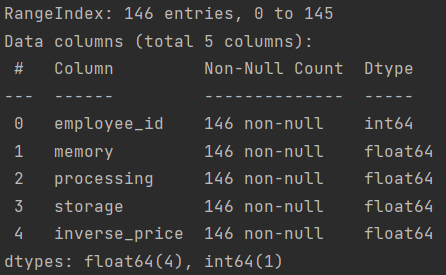 RangeIndex: 146 entries, 0 to 145
Data columns (total 5 columns):
 #   Column         Non-Null Count  Dtype
---  ------         --------------  -----
 0   employee_id    146 non-null    int64
 1   memory         146 non-null    float64
 2   processing     146 non-null    float64
 3   storage        146 non-null    float64
 4   inverse_price  146 non-null    float64
dtypes: float64(4), int64(1)